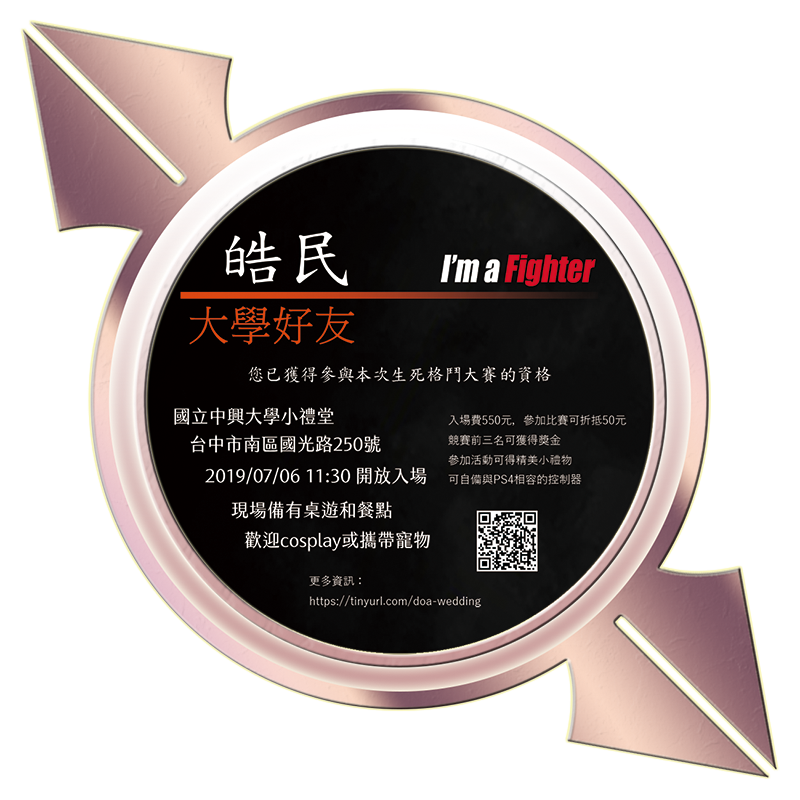 皓民
I'm a Fighter
大學好友
您已獲得參與本次生死格鬥大賽的資格
國立中興大學小禮堂
台中市南區國光路250號
2019/07/06 11:30 開放入場
現場備有桌遊和餐點
歡迎cosplay或攜帶寵物
入場費550元，參加比賽可折抵50元
競賽前三名可獲得獎金
參加活動可得精美小禮物
可自備與PS4相容的控制器
更多資訊：
https://tinyurl.com/doa-wedding